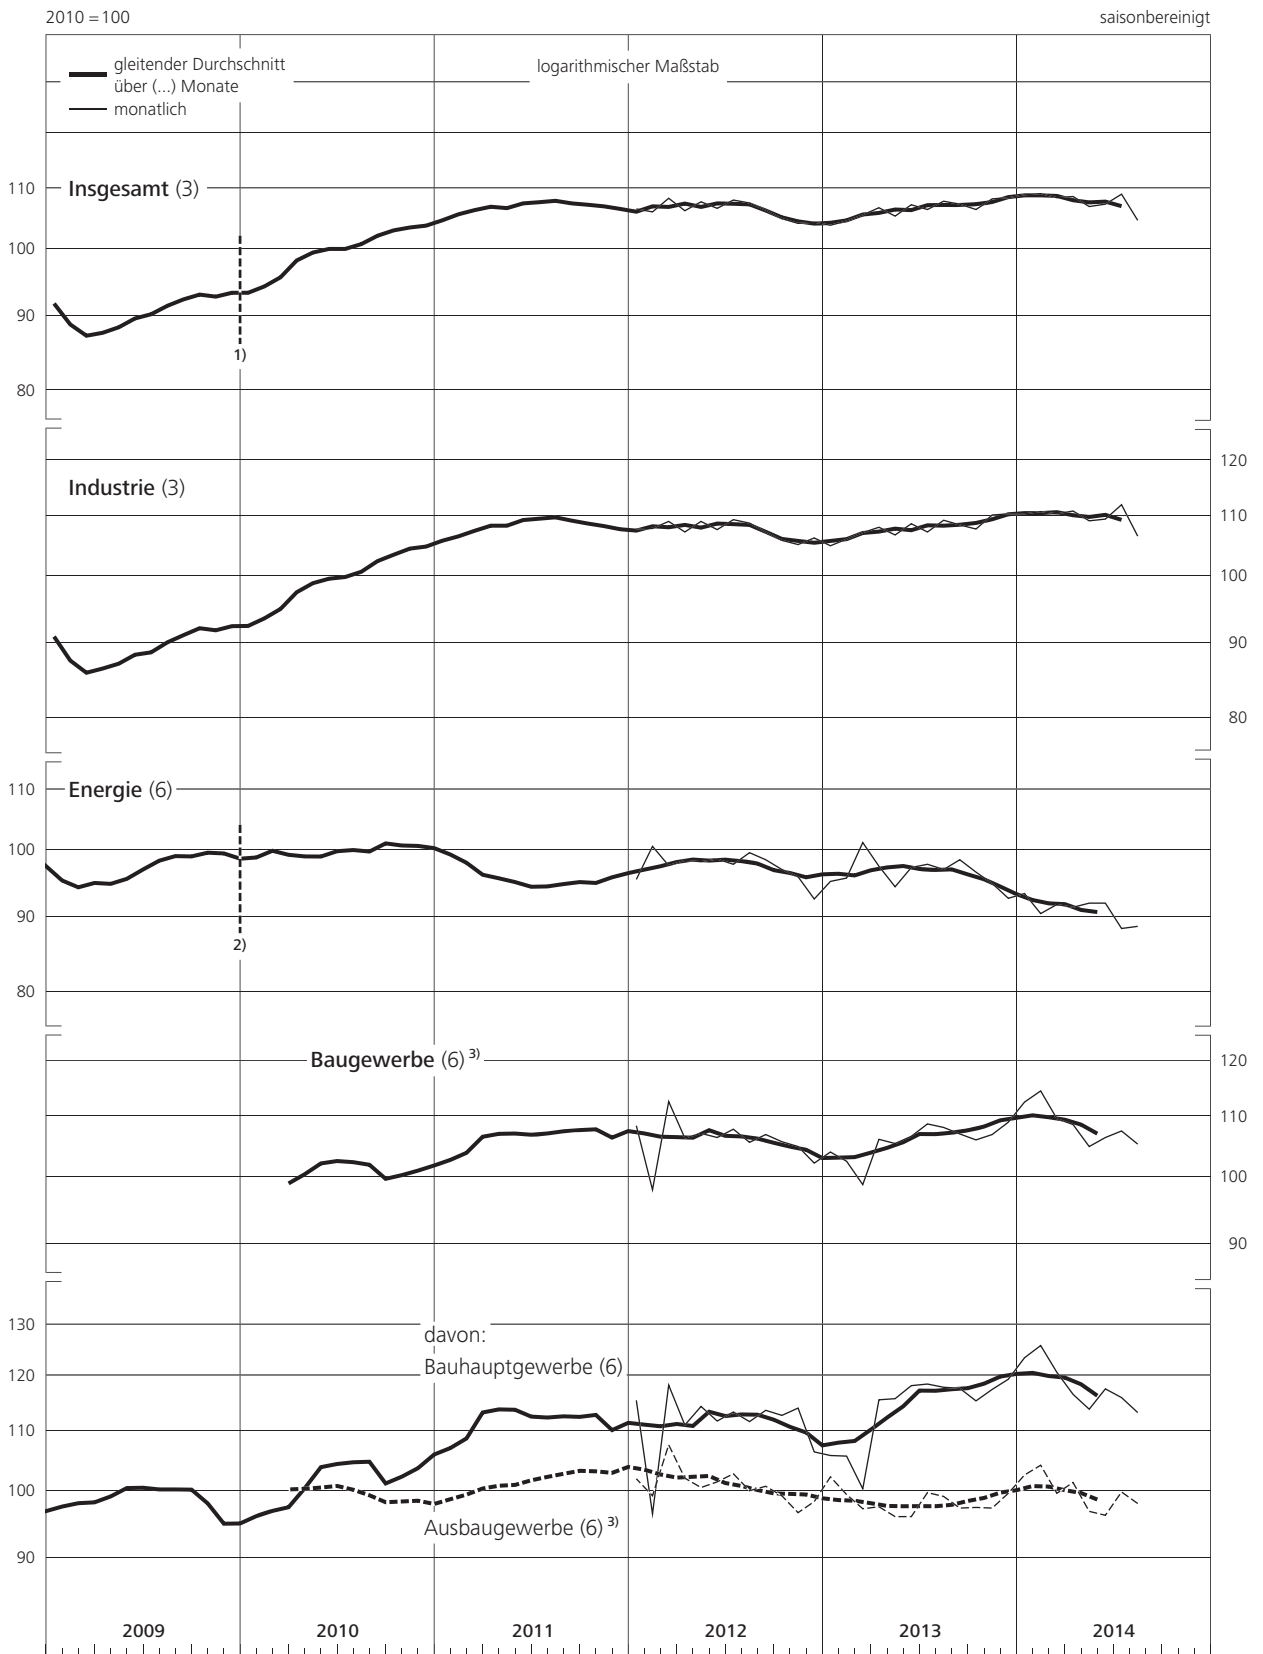 2010 = 100
saisonbereinigt
gleitender Durchschnitt
über (...) Monate
monatlich
logarithmischer Maßstab
110
Insgesamt (3)
100
90
1)
80
120
Industrie (3)
110
100
90
80
110
Energie (6)
100
90
2)
80
Baugewerbe (6) 3)
120
110
100
90
130
davon:
Bauhauptgewerbe (6)
120
110
100
Ausbaugewerbe (6) 3)
90
2009 2010 2011 2012 2013 2014